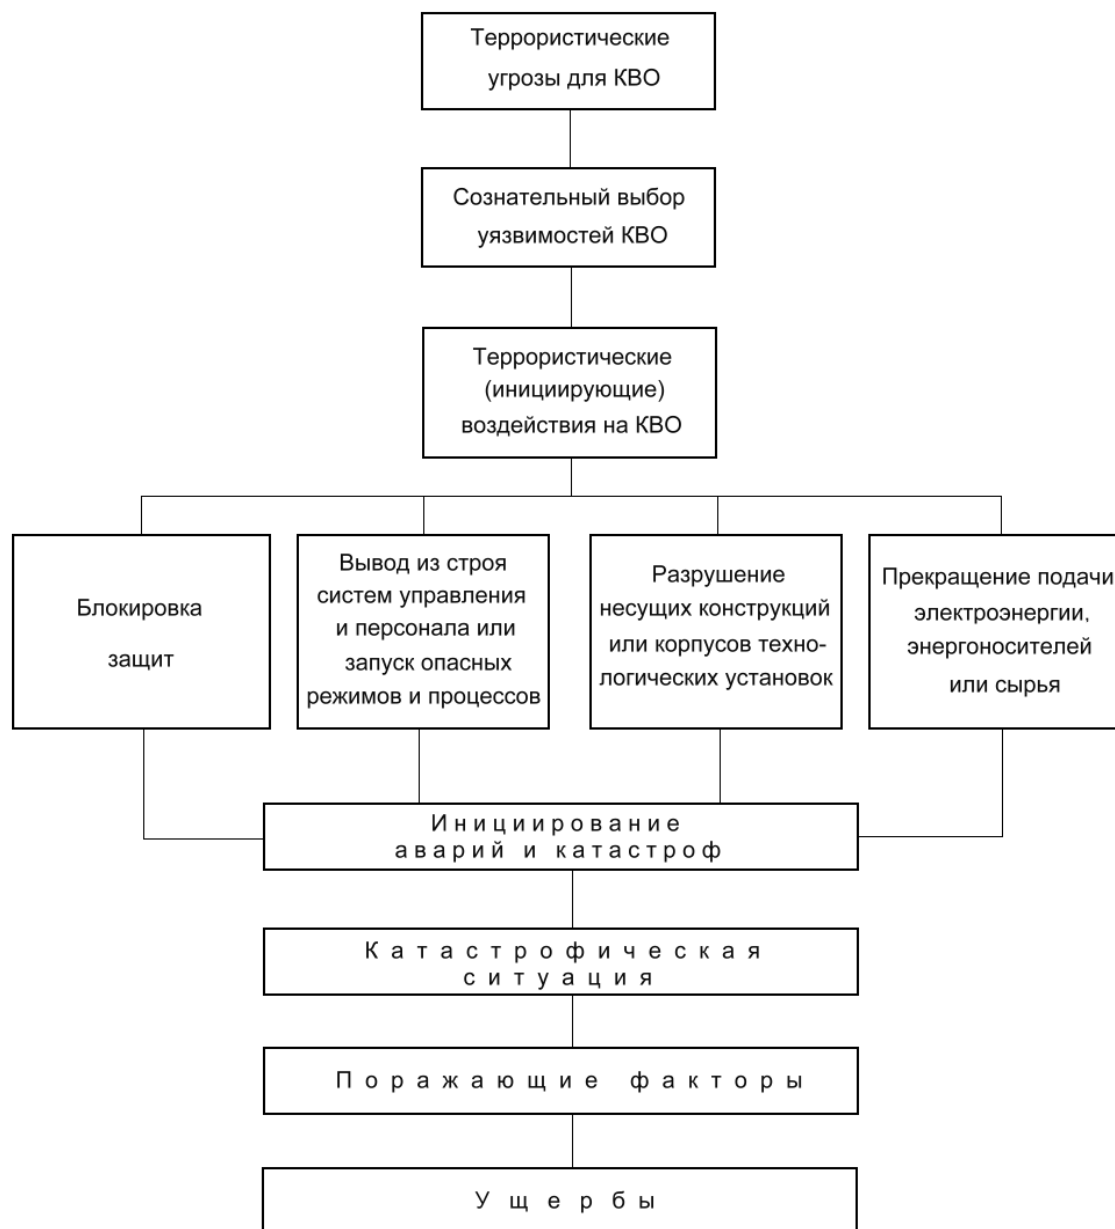 Террористические
угрозы для КВО
Сознательный выбор
уязвимостей КВО
Террористические
(инициирующие)
воздействия на КВО
Блокировка
защит
Вывод из строя
систем управления
и персонала или
запуск опасных
режимов и процессов
Разрушение
несущих конструкций
или корпусов техно-
логических установок
Прекращение подачи
электроэнергии,
энергоносителей
или сырья
Инициирование
аварий и катастроф
Катастрофическая
ситуация
Поражающие факторы
Ущербы